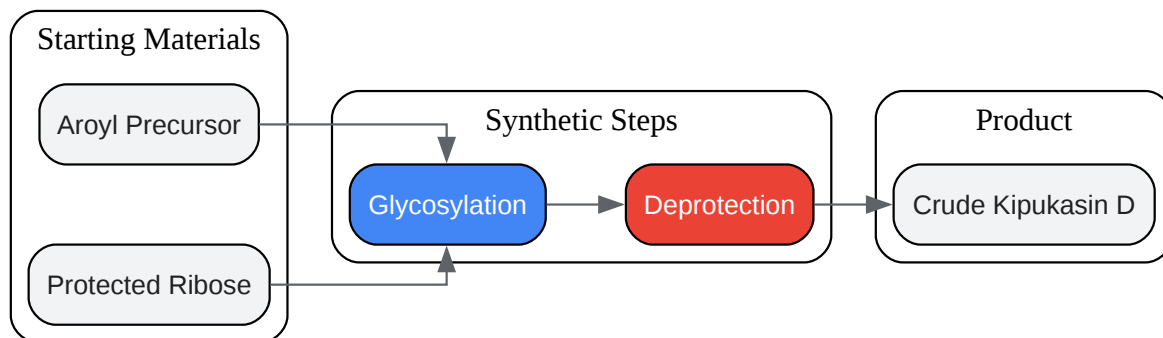 Starting Materials
Aroyl Precursor
Protected Ribose
Synthetic Steps
Glycosylation
Deprotection
Product
Crude Kipukasin D